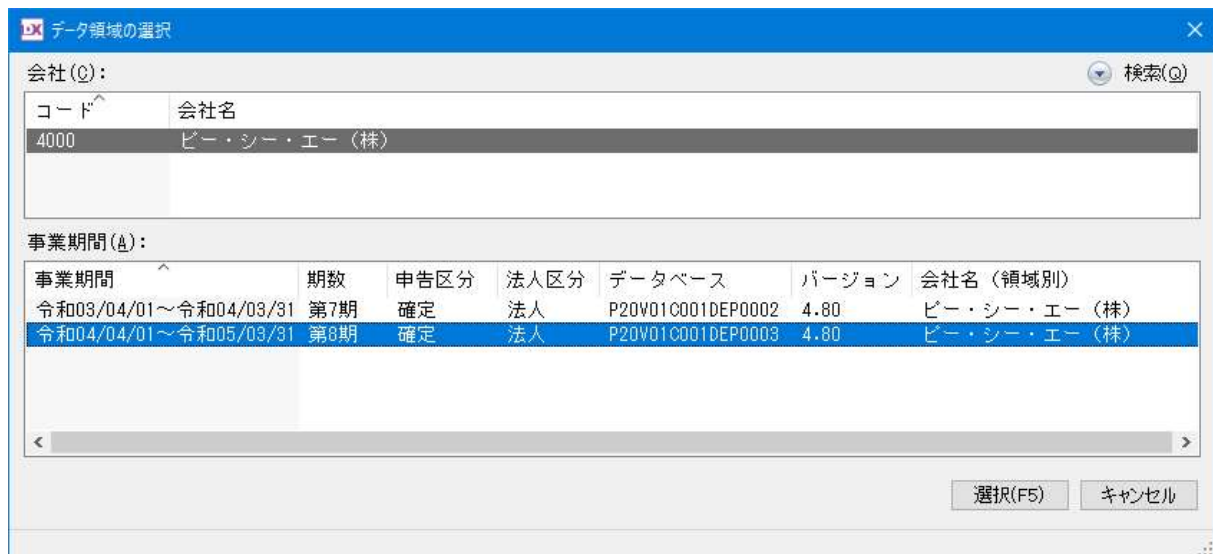 DX データ領域の選択
会社(C): 検索(Q)
コード 会社名
4000 ピー・シー・エー（株）
事業期間(A):
事業期間 期数 申告区分 法人区分 データベース バージョン 会社名（領域別）
令和03/04/01～令和04/03/31 第7期 確定 法人 P20V01C001DEP0002 4.80 ピー・シー・エー（株）
令和04/04/01～令和05/03/31 第8期 確定 法人 P20V01C001DEP0003 4.80 ピー・シー・エー（株）
選択(F5) キャンセル